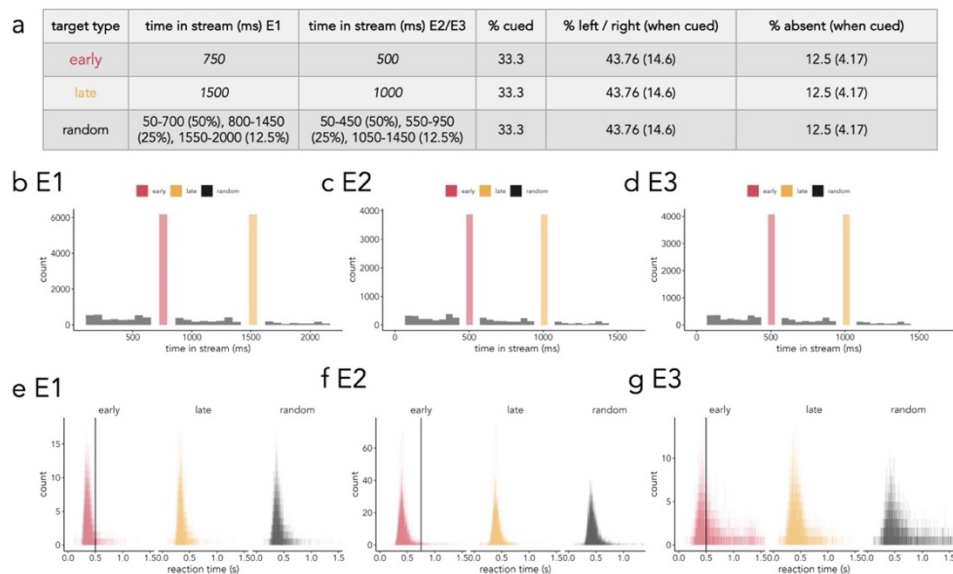 a
target type time in stream (ms) E1 time in stream (ms) E2/E3 % cued % left / right (when cued) % absent (when cued)
early 750 500 33.3 43.76 (14.6) 12.5 (4.17)
late 1500 1000 33.3 43.76 (14.6) 12.5 (4.17)
random 50-700 (50%), 800-1450 (25%), 1550-2000 (12.5%) 50-450 (50%), 550-950 (25%), 1050-1450 (12.5%) 33.3 43.76 (14.6) 12.5 (4.17)
b E1
early late random
6000
4000
2000
0
count
500 1000 1500 2000
time in stream (ms)
c E2
early late random
4000
3000
2000
1000
0
count
0 500 1000 1500
time in stream (ms)
d E3
early late random
4000
3000
2000
1000
0
count
0 500 1000 1500
time in stream (ms)
e E1
early late random
15
10
5
0
count
0.0 0.5 1.0 1.50.0 0.5 1.0 1.50.0 0.5 1.0 1.5
reaction time (s)
f E2
early late random
60
40
20
0
count
0.0 0.5 1.0 1.50.0 0.5 1.0 1.50.0 0.5 1.0 1.5
reaction time (s)
g E3
early late random
10
5
0
count
0.0 0.5 1.0 1.50.0 0.5 1.0 1.50.0 0.5 1.0 1.5
reaction time (s)